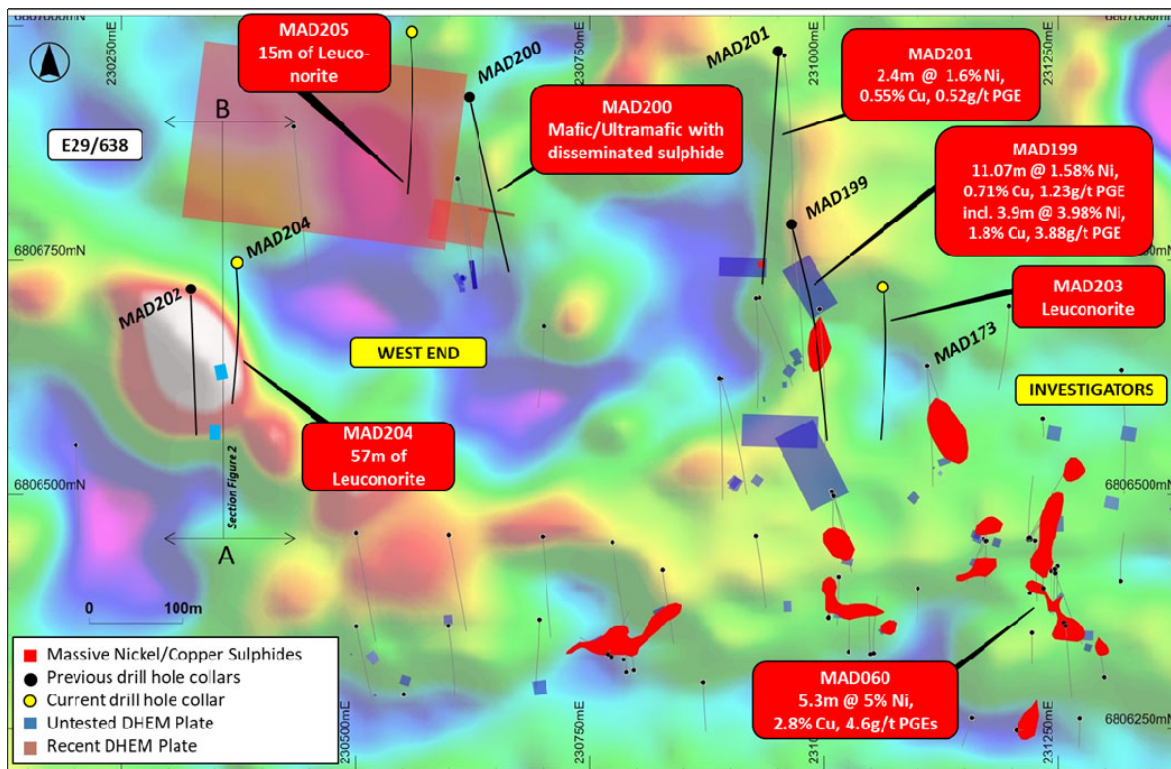 6807000mN
6807000mN
230250mE
230750mE
231000mE
231250mE
MAD205
15m of Leuco-
norite
MAD200
MAD201
MAD201
2.4m @ 1.6% Ni,
0.55% Cu, 0.52g/t PGE
B
MAD200
Mafic/Ultramafic with
disseminated sulphide
E29/638
MAD199
11.07m @ 1.58% Ni,
0.71% Cu, 1.23g/t PGE
incl. 3.9m @ 3.98% Ni,
1.8% Cu, 3.88g/t PGE
MAD199
MAD204
6806750mN
MAD202
MAD203
Leuconorite
WEST END
MAD173
INVESTIGATORS
MAD204
57m of
Leuconorite
6806500mN
6806500mN
Section Figure 2
A
0
100m
Massive Nickel/Copper Sulphides
Previous drill hole collars
Current drill hole collar
Untested DHEM Plate
Recent DHEM Plate
MAD060
5.3m @ 5% Ni,
2.8% Cu, 4.6g/t PGEs
6806250mN
230500mE
230750mE
231250mE